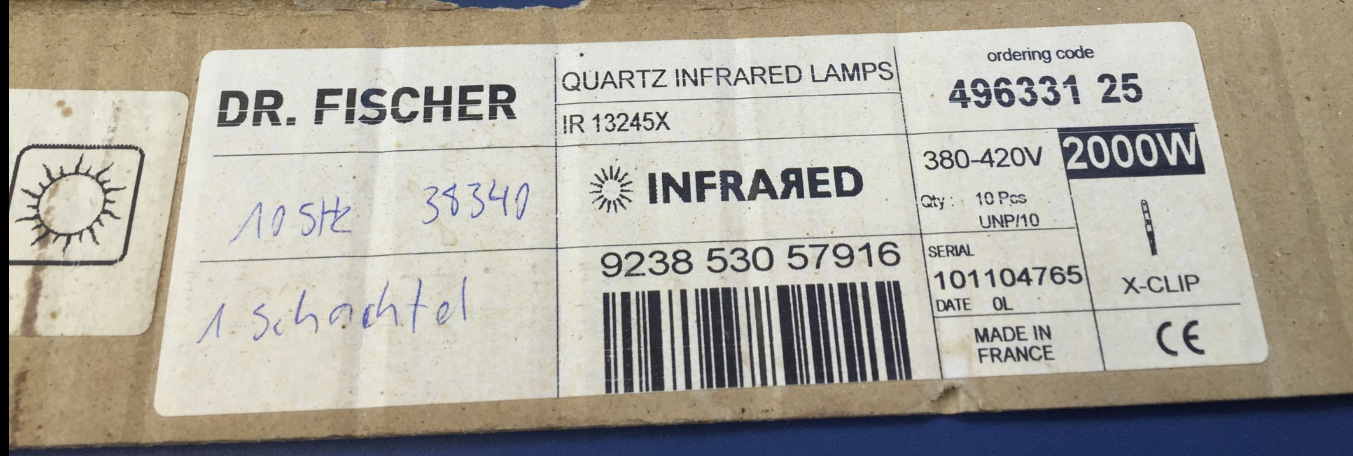 DR. FISCHER
QUARTZ INFRARED LAMPS
IR 13245X
ordering code
496331 25
10 Stk 38340
INFRARED
380-420V 2000W
Qty : 10 Pcs
UNP/10
1 Schachtel
9238 530 57916
SERIAL
101104765
DATE 0L
X-CLIP
MADE IN
FRANCE
CE